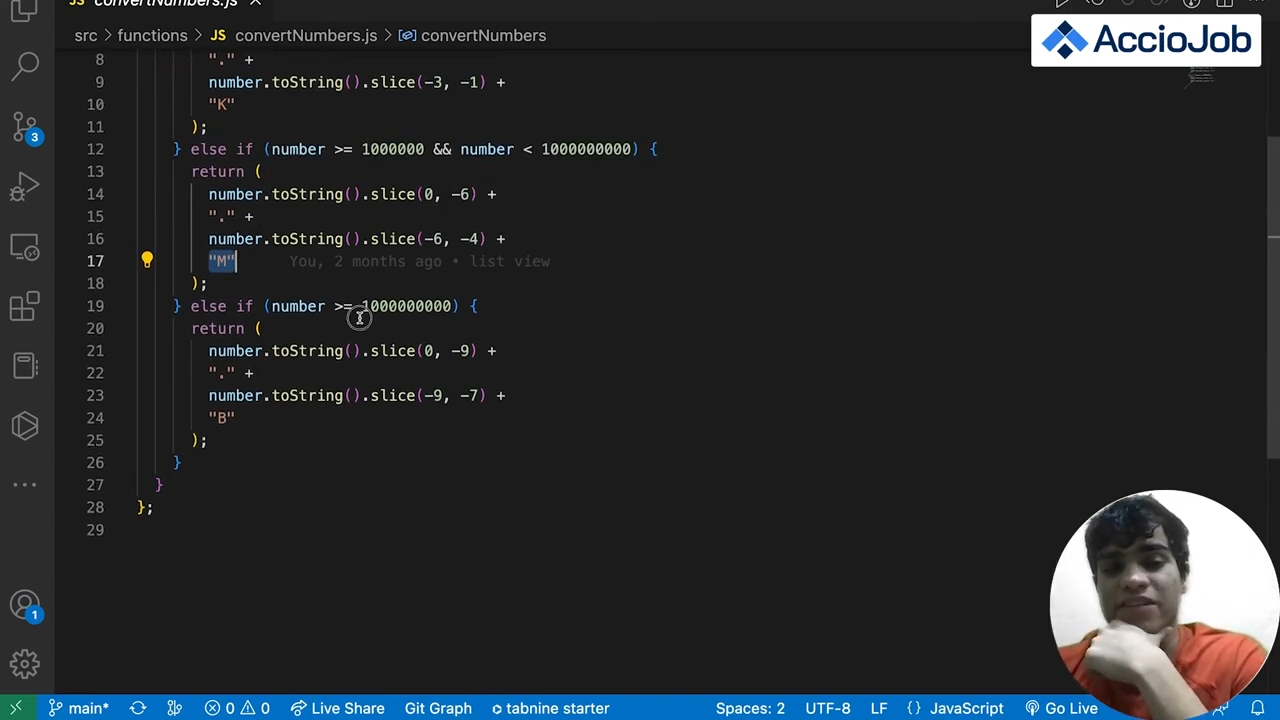 convertNumbers.js
src > functions > JS convertNumbers.js > convertNumbers
AccioJob
8 "." +
9 number.toString().slice(-3, -1) +
10 "K"
11 );
12 } else if (number >= 1000000 && number < 1000000000) {
13 return (
14 number.toString().slice(0, -6) +
15 "." +
16 number.toString().slice(-6, -4) +
17 "M" You, 2 months ago • list view
18 );
19 } else if (number >= 1000000000) {
20 return (
21 number.toString().slice(0, -9) +
22 "." +
23 number.toString().slice(-9, -7) +
24 "B"
25 );
26 }
27 }
28 };
29
3
1
main* 0 0 Live Share Git Graph tabnine starter Spaces: 2 UTF-8 LF {} JavaScript Go Live